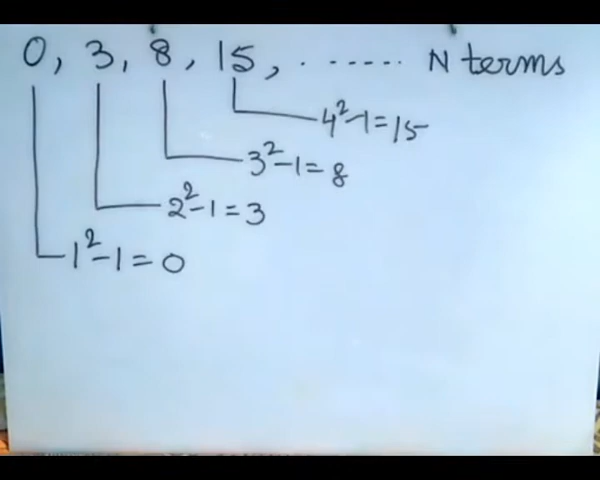 0, 3, 8, 15, ....... N terms
4²-1=15
3²-1=8
2²-1=3
1²-1=0